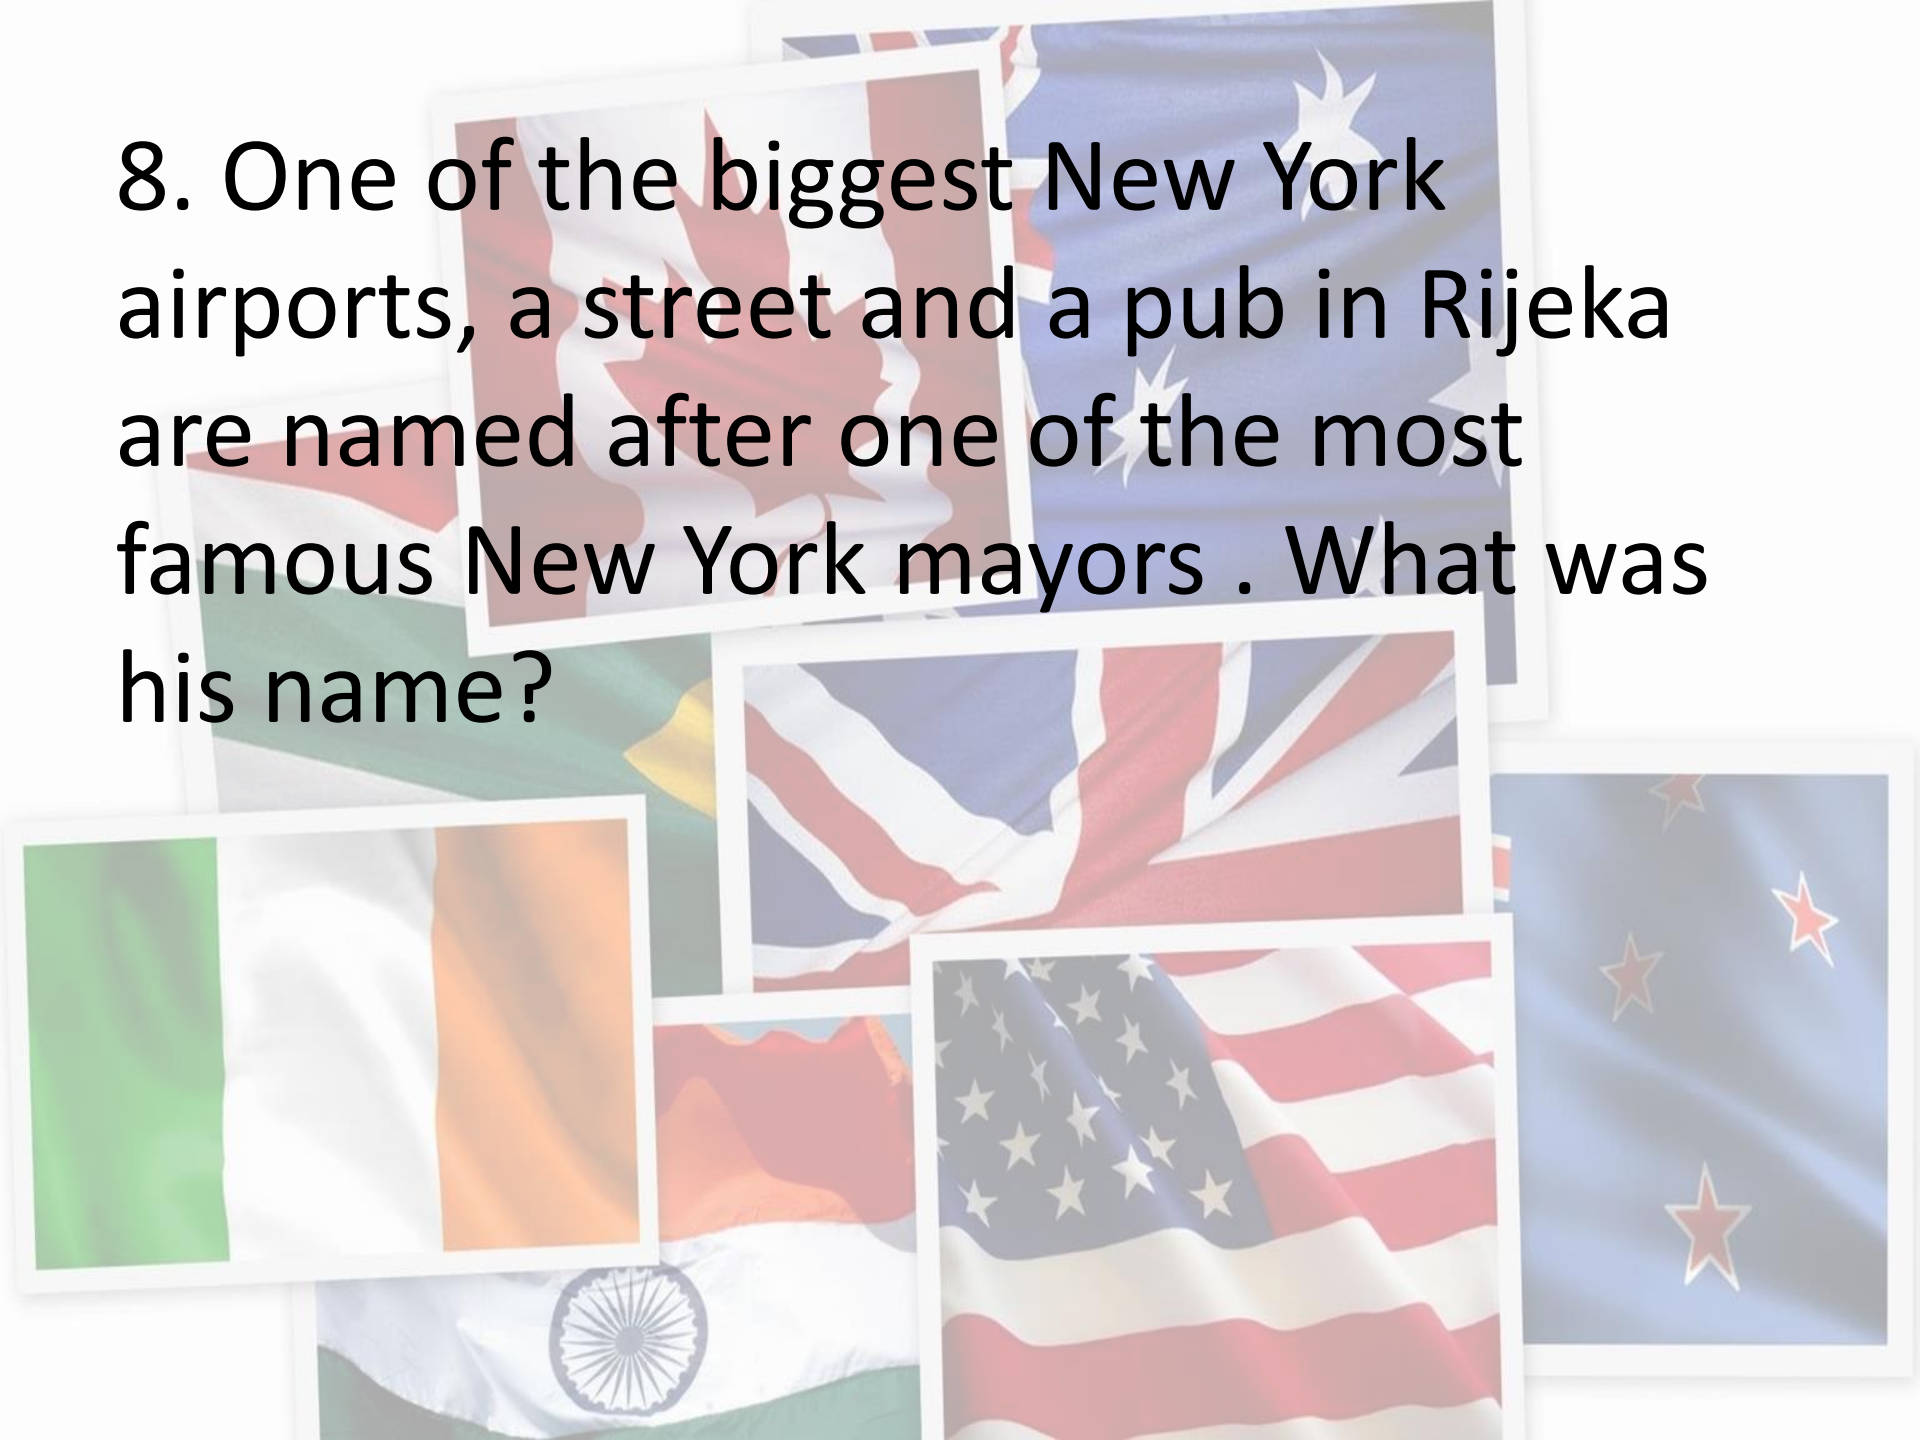 8. One of the biggest New York
airports, a street and a pub in Rijeka
are named after one of the most
famous New York mayors . What was
his name?